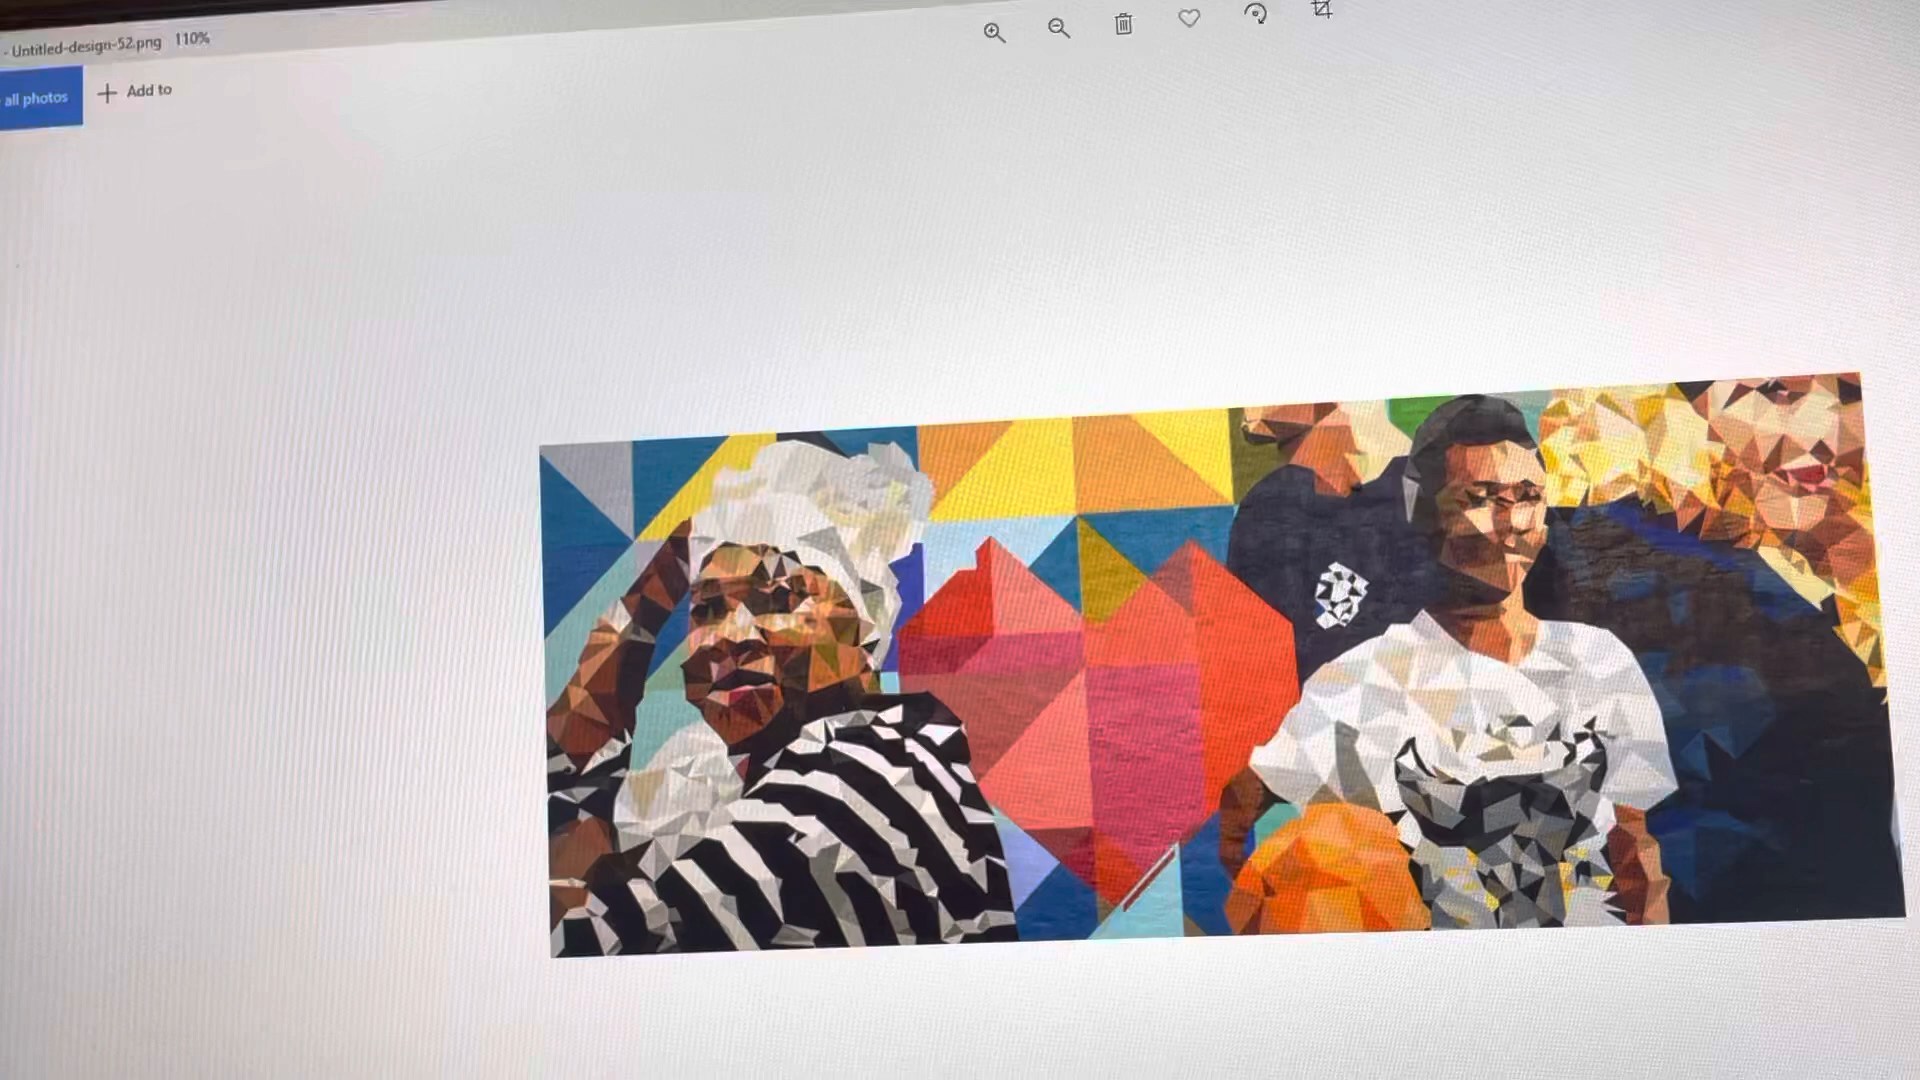 - Untitled-design-52.png 110%
all photos
+ Add to